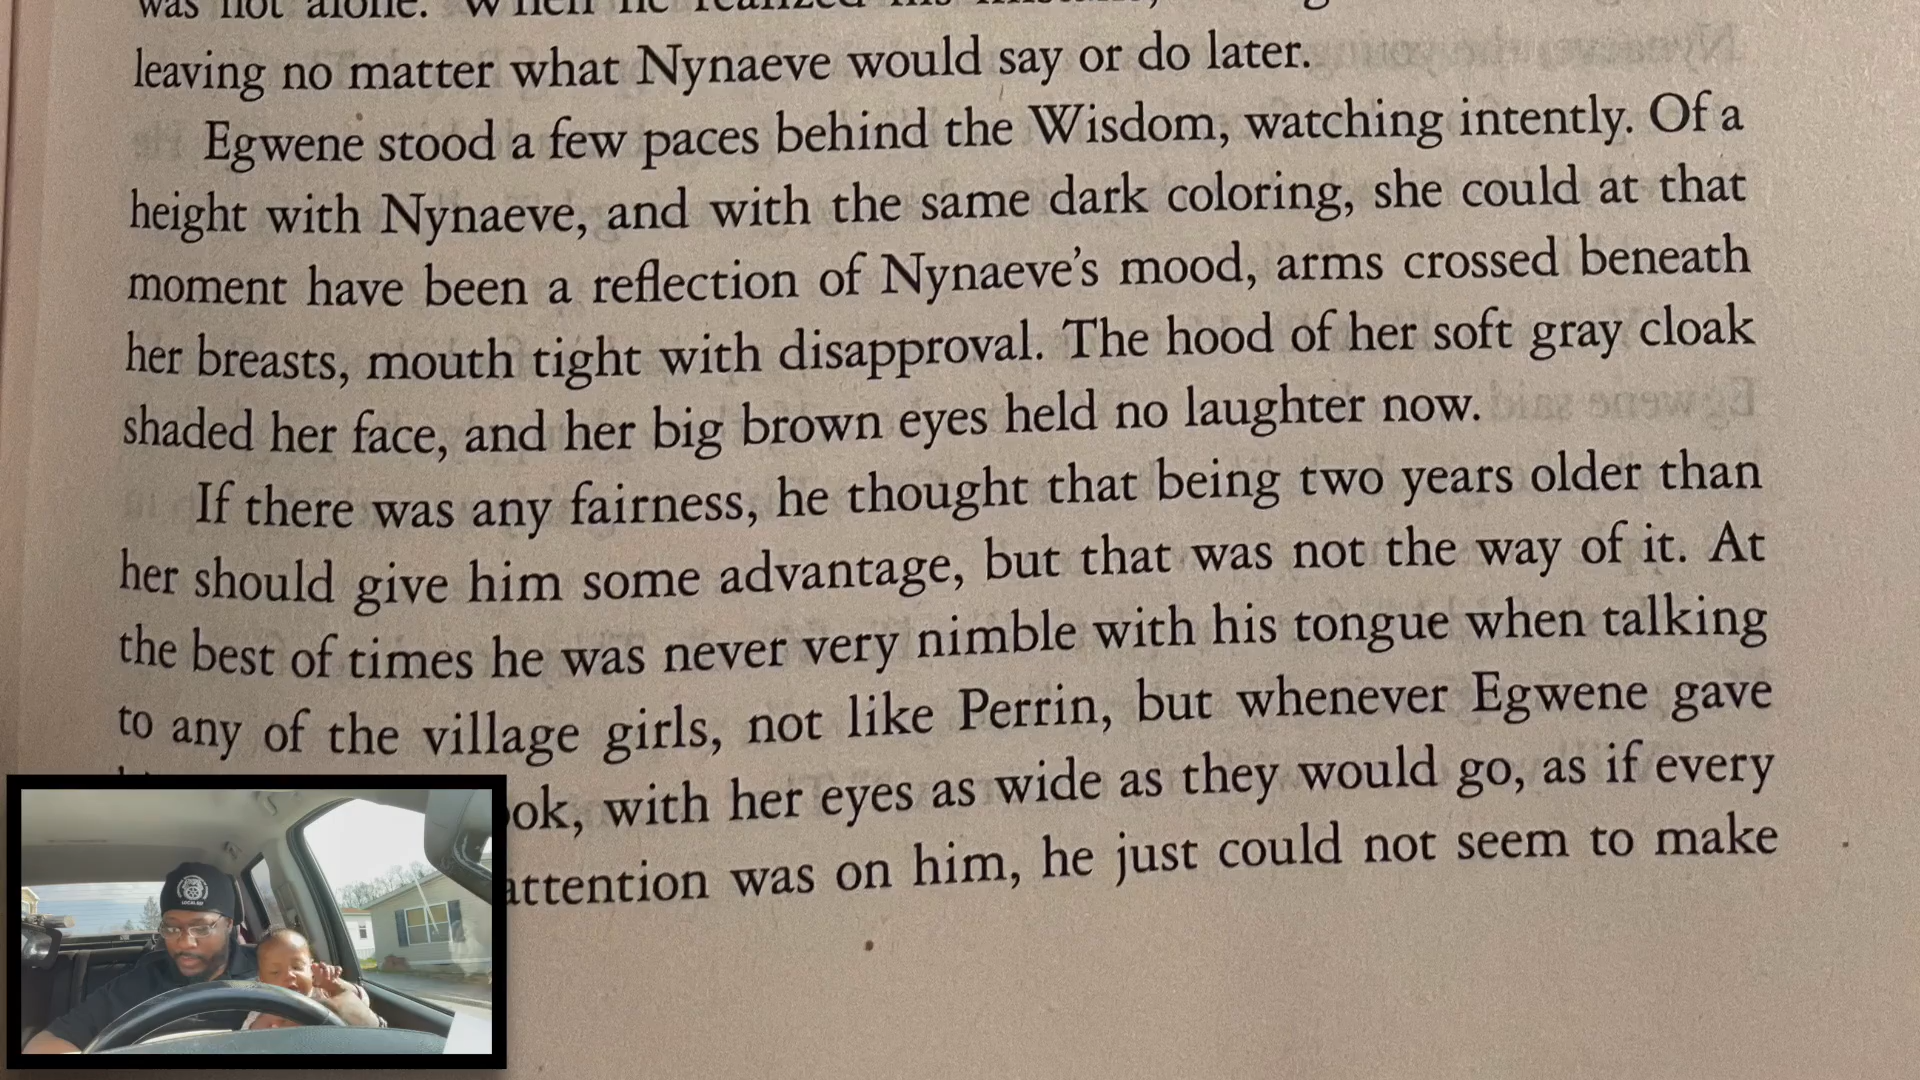 was not alone. When he realized his
leaving no matter what Nynaeve would say or do later.
Egwene stood a few paces behind the Wisdom, watching intently. Of a
height with Nynaeve, and with the same dark coloring, she could at that
moment have been a reflection of Nynaeve's mood, arms crossed beneath
her breasts, mouth tight with disapproval. The hood of her soft gray cloak
shaded her face, and her big brown eyes held no laughter now.
If there was any fairness, he thought that being two years older than
her should give him some advantage, but that was not the way of it. At
the best of times he was never very nimble with his tongue when talking
to any of the village girls, not like Perrin, but whenever Egwene gave
ok, with her eyes as wide as they would go, as if every
attention was on him, he just could not seem to make